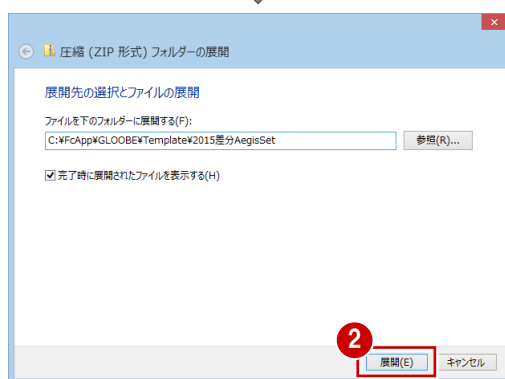 圧縮 (ZIP 形式) フォルダーの展開
展開先の選択とファイルの展開
ファイルを下のフォルダーに展開する(F):
C:¥FcApp¥GLOOBE¥Template¥2015差分AegisSet
参照(R)...
完了時に展開されたファイルを表示する(H)
2
展開(E)
キャンセル